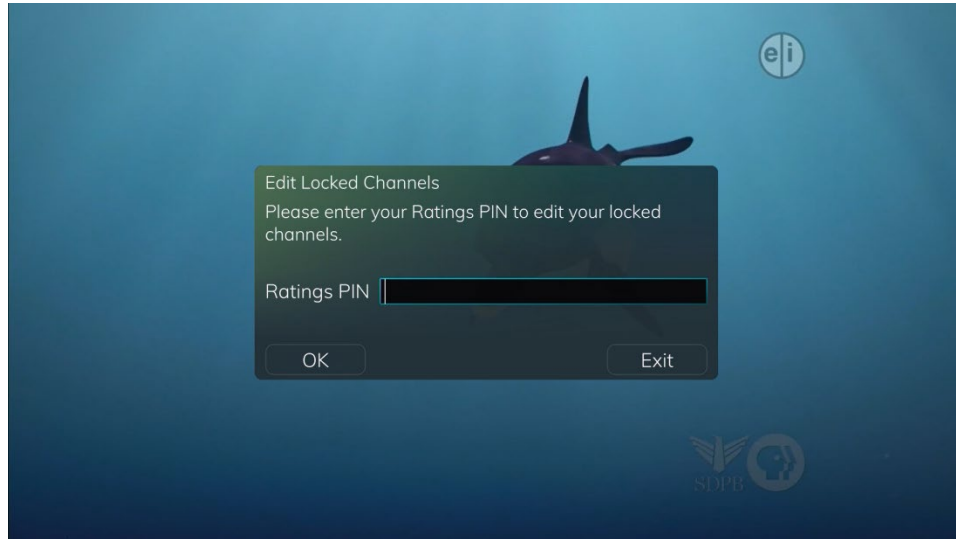 e|i
Edit Locked Channels
Please enter your Ratings PIN to edit your locked
channels.
Ratings PIN
OK
Exit
SDPB